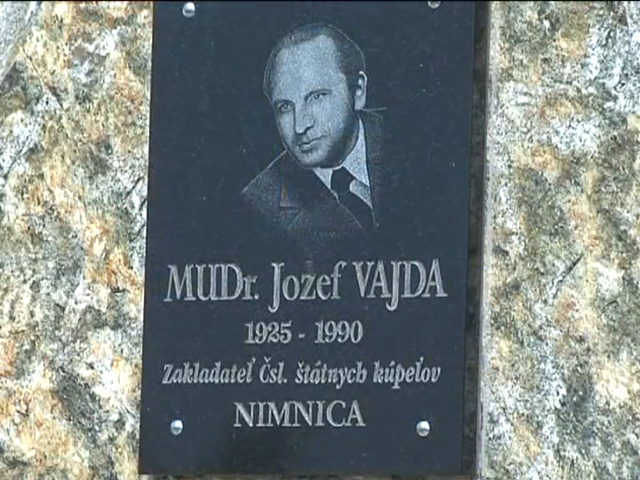 MUDr. Jozef VAJDA
1925 - 1990
Zakladateľ Čsl. štátnych kúpeľov
NIMNICA